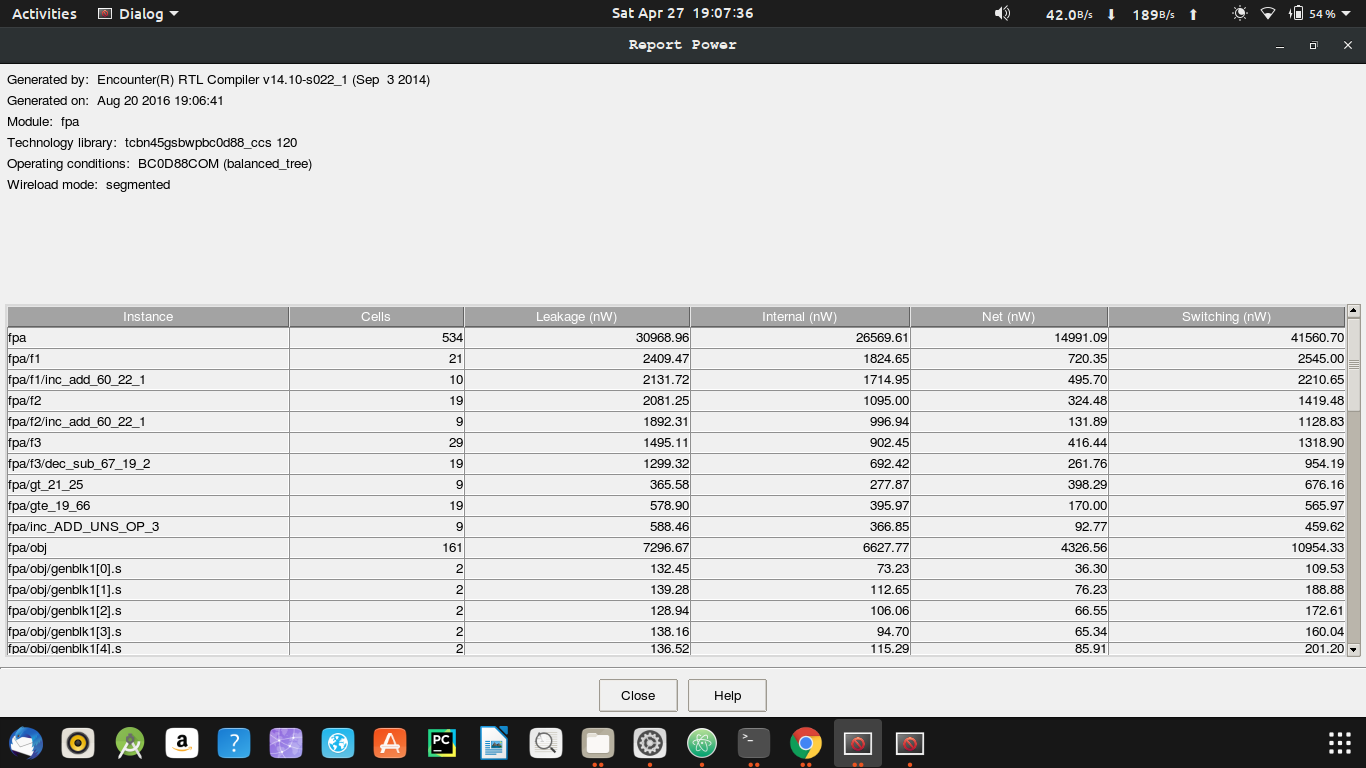 Activities Dialog Sat Apr 27 19:07:36 42.0B/s 189B/s 54 %
Report Power
Generated by: Encounter(R) RTL Compiler v14.10-s022_1 (Sep 3 2014)
Generated on: Aug 20 2016 19:06:41
Module: fpa
Technology library: tcbn45gsbwpbc0d88_ccs 120
Operating conditions: BC0D88COM (balanced_tree)
Wireload mode: segmented
Instance Cells Leakage (nW) Internal (nW) Net (nW) Switching (nW)
fpa 534 30968.96 26569.61 14991.09 41560.70
fpa/f1 21 2409.47 1824.65 720.35 2545.00
fpa/f1/inc_add_60_22_1 10 2131.72 1714.95 495.70 2210.65
fpa/f2 19 2081.25 1095.00 324.48 1419.48
fpa/f2/inc_add_60_22_1 9 1892.31 996.94 131.89 1128.83
fpa/f3 29 1495.11 902.45 416.44 1318.90
fpa/f3/dec_sub_67_19_2 19 1299.32 692.42 261.76 954.19
fpa/gt_21_25 9 365.58 277.87 398.29 676.16
fpa/gte_19_66 19 578.90 395.97 170.00 565.97
fpa/inc_ADD_UNS_OP_3 9 588.46 366.85 92.77 459.62
fpa/obj 161 7296.67 6627.77 4326.56 10954.33
fpa/obj/genblk1[0].s 2 132.45 73.23 36.30 109.53
fpa/obj/genblk1[1].s 2 139.28 112.65 76.23 188.88
fpa/obj/genblk1[2].s 2 128.94 106.06 66.55 172.61
fpa/obj/genblk1[3].s 2 138.16 94.70 65.34 160.04
fpa/obj/genblk1[4].s 2 136.52 115.29 85.91 201.20
Close Help
a ? A PC >_